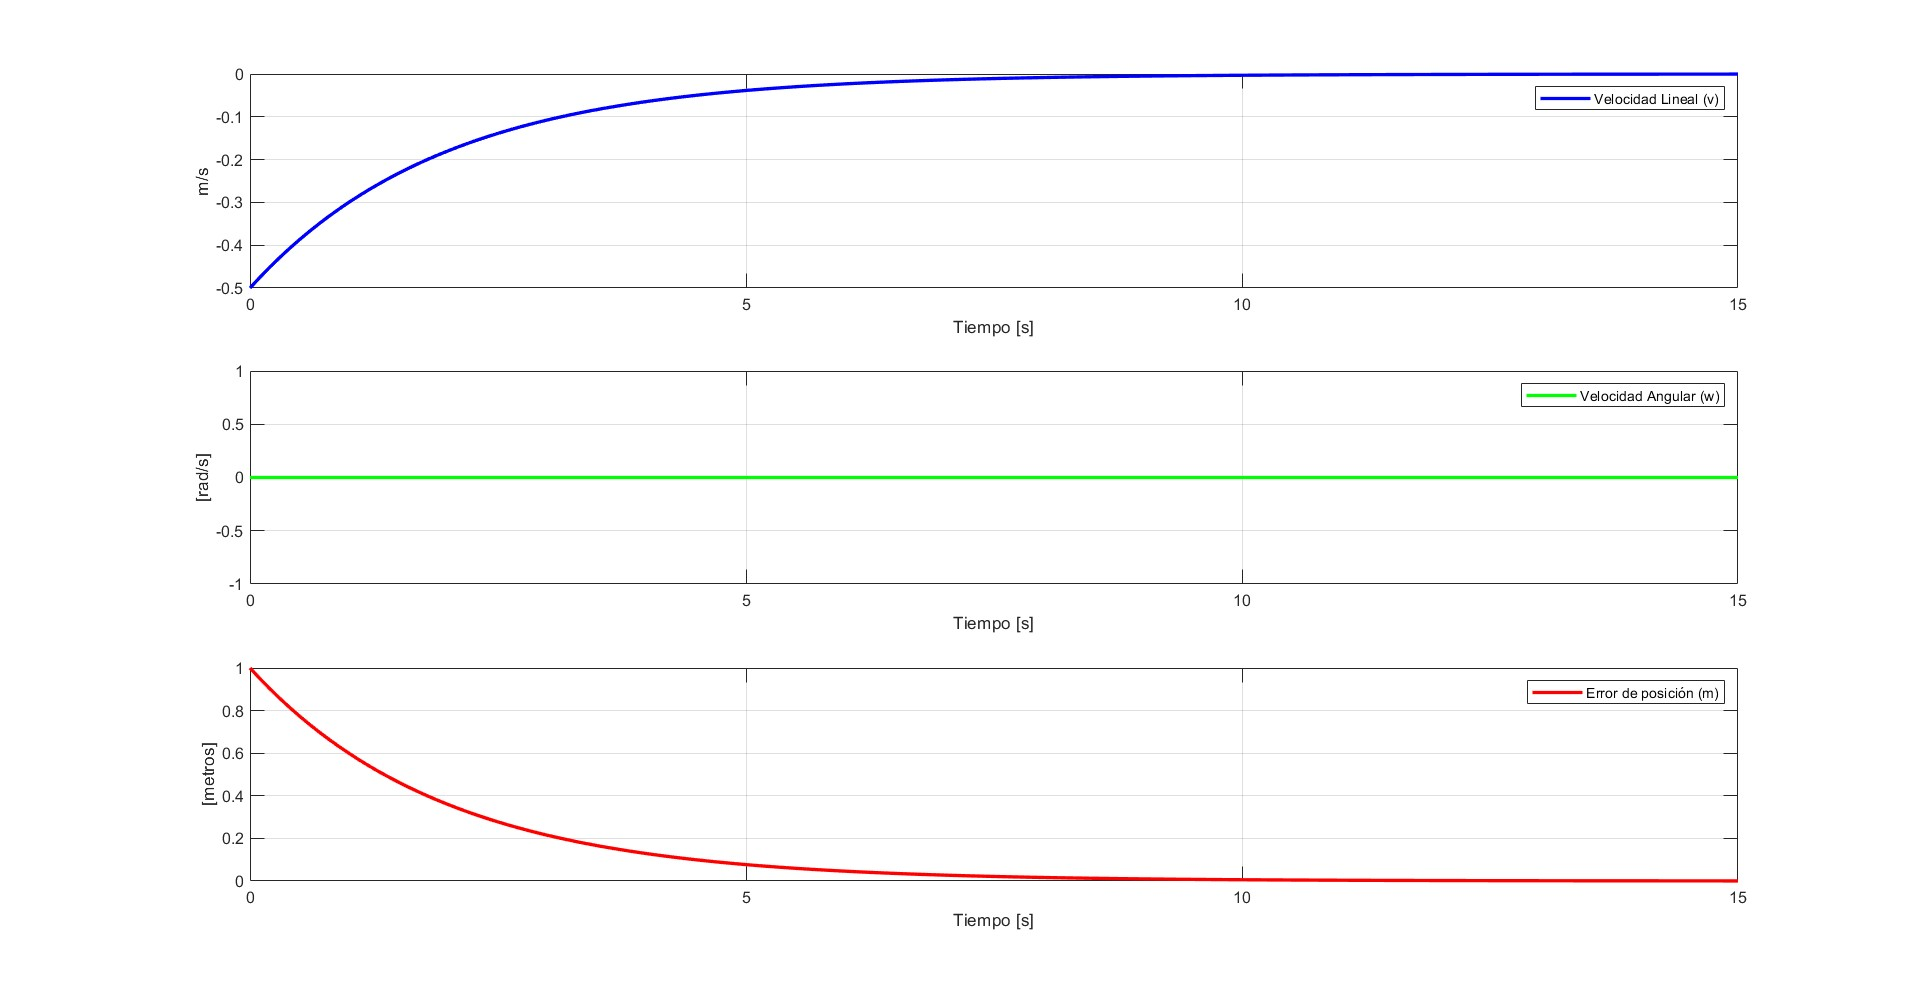 0
-0.1
-0.2
-0.3
-0.4
-0.5
m/s
Velocidad Lineal (v)
0 5 10 15
Tiempo [s]
1
0.5
0
-0.5
-1
[rad/s]
Velocidad Angular (w)
0 5 10 15
Tiempo [s]
1
0.8
0.6
0.4
0.2
0
[metros]
Error de posición (m)
0 5 10 15
Tiempo [s]